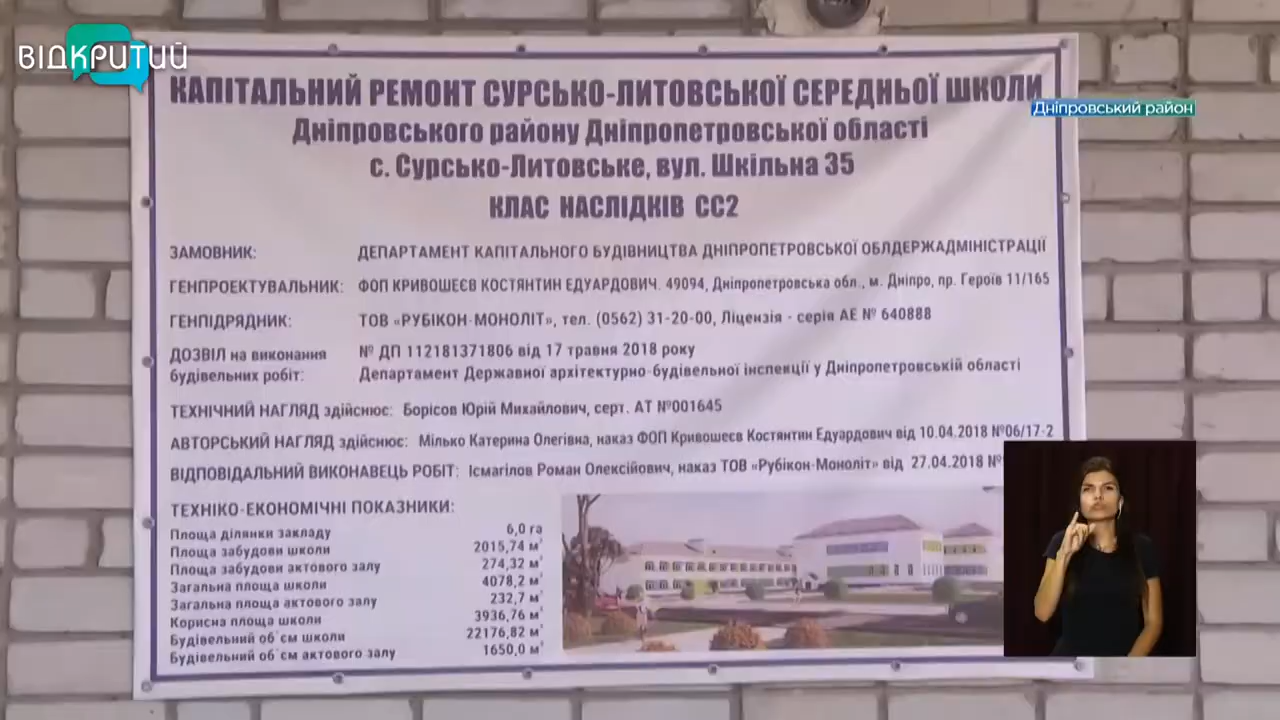 ВІДКРИТИЙ
КАПІТАЛЬНИЙ РЕМОНТ СУРСЬКО-ЛИТОВСЬКОЇ СЕРЕДНЬОЇ ШКОЛИ
Дніпровський район
Дніпровського району Дніпропетровської області
с. Сурсько-Литовське, вул. Шкільна 35
КЛАС НАСЛІДКІВ СС2
ЗАМОВНИК: ДЕПАРТАМЕНТ КАПІТАЛЬНОГО БУДІВНИЦТВА ДНІПРОПЕТРОВСЬКОЇ ОБЛДЕРЖАДМІНІСТРАЦІЇ
ГЕНПРОЕКТУВАЛЬНИК: ФОП КРИВОШЕЄВ КОСТЯНТИН ЕДУАРДОВИЧ. 49094, Дніпропетровська обл., м. Дніпро, пр. Героїв 11/165
ГЕНПІДРЯДНИК: ТОВ «РУБІКОН-МОНОЛІТ», тел. (0562) 31-20-00, Ліцензія - серія АЕ № 640888
ДОЗВІЛ на виконання № ДП 112181371806 від 17 травня 2018 року
будівельних робіт: Департамент Державної архітектурно-будівельної інспекції у Дніпропетровській області
ТЕХНІЧНИЙ НАГЛЯД здійснює: Борісов Юрій Михайлович, серт. АТ №001645
АВТОРСЬКИЙ НАГЛЯД здійснює: Мілько Катерина Олегівна, наказ ФОП Кривошеєв Костянтин Едуардович від 10.04.2018 №06/17-2
ВІДПОВІДАЛЬНИЙ ВИКОНАВЕЦЬ РОБІТ: Ісмагілов Роман Олексійович, наказ ТОВ «Рубікон-Моноліт» від 27.04.2018 №
ТЕХНІКО-ЕКОНОМІЧНІ ПОКАЗНИКИ:
Площа ділянки закладу 6,0 га
Площа забудови школи 2015,74 м²
Площа забудови актового залу 274,32 м²
Загальна площа школи 4078,2 м²
Загальна площа актового залу 232,7 м²
Корисна площа школи 3936,76 м²
Будівельний об'єм школи 22176,82 м³
Будівельний об'єм актового залу 1650,0 м³